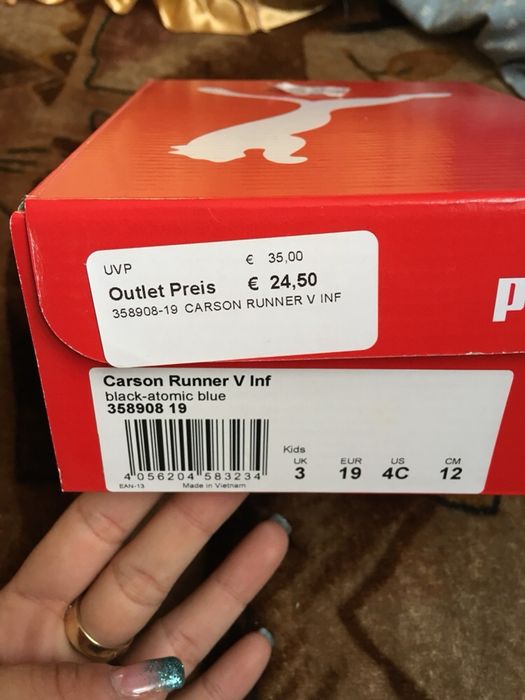 UVP € 35,00
Outlet Preis € 24,50
358908-19 CARSON RUNNER V INF
Carson Runner V Inf
black-atomic blue
358908 19
4 056204 583234
EAN-13 Made in Vietnam
Kids
UK EUR US CM
3 19 4C 12